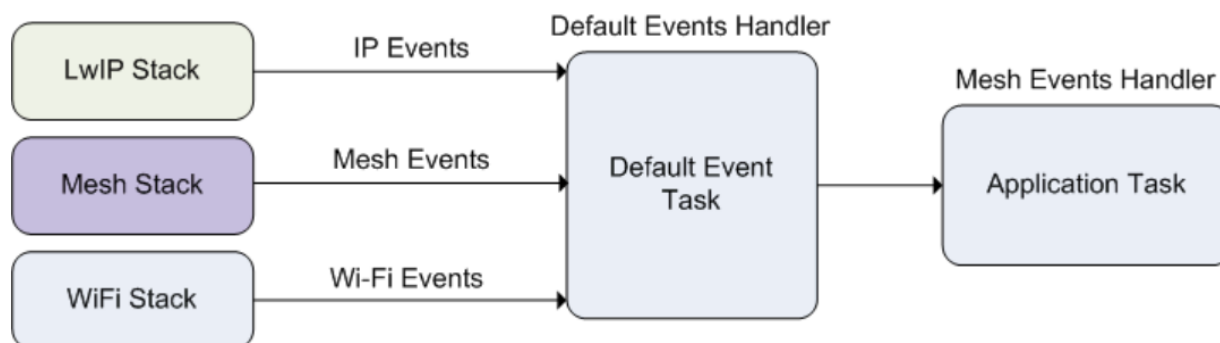 Default Events Handler
LwIP Stack
IP Events
Mesh Events Handler
Mesh Stack
Mesh Events
Default Event
Task
Application Task
WiFi Stack
Wi-Fi Events